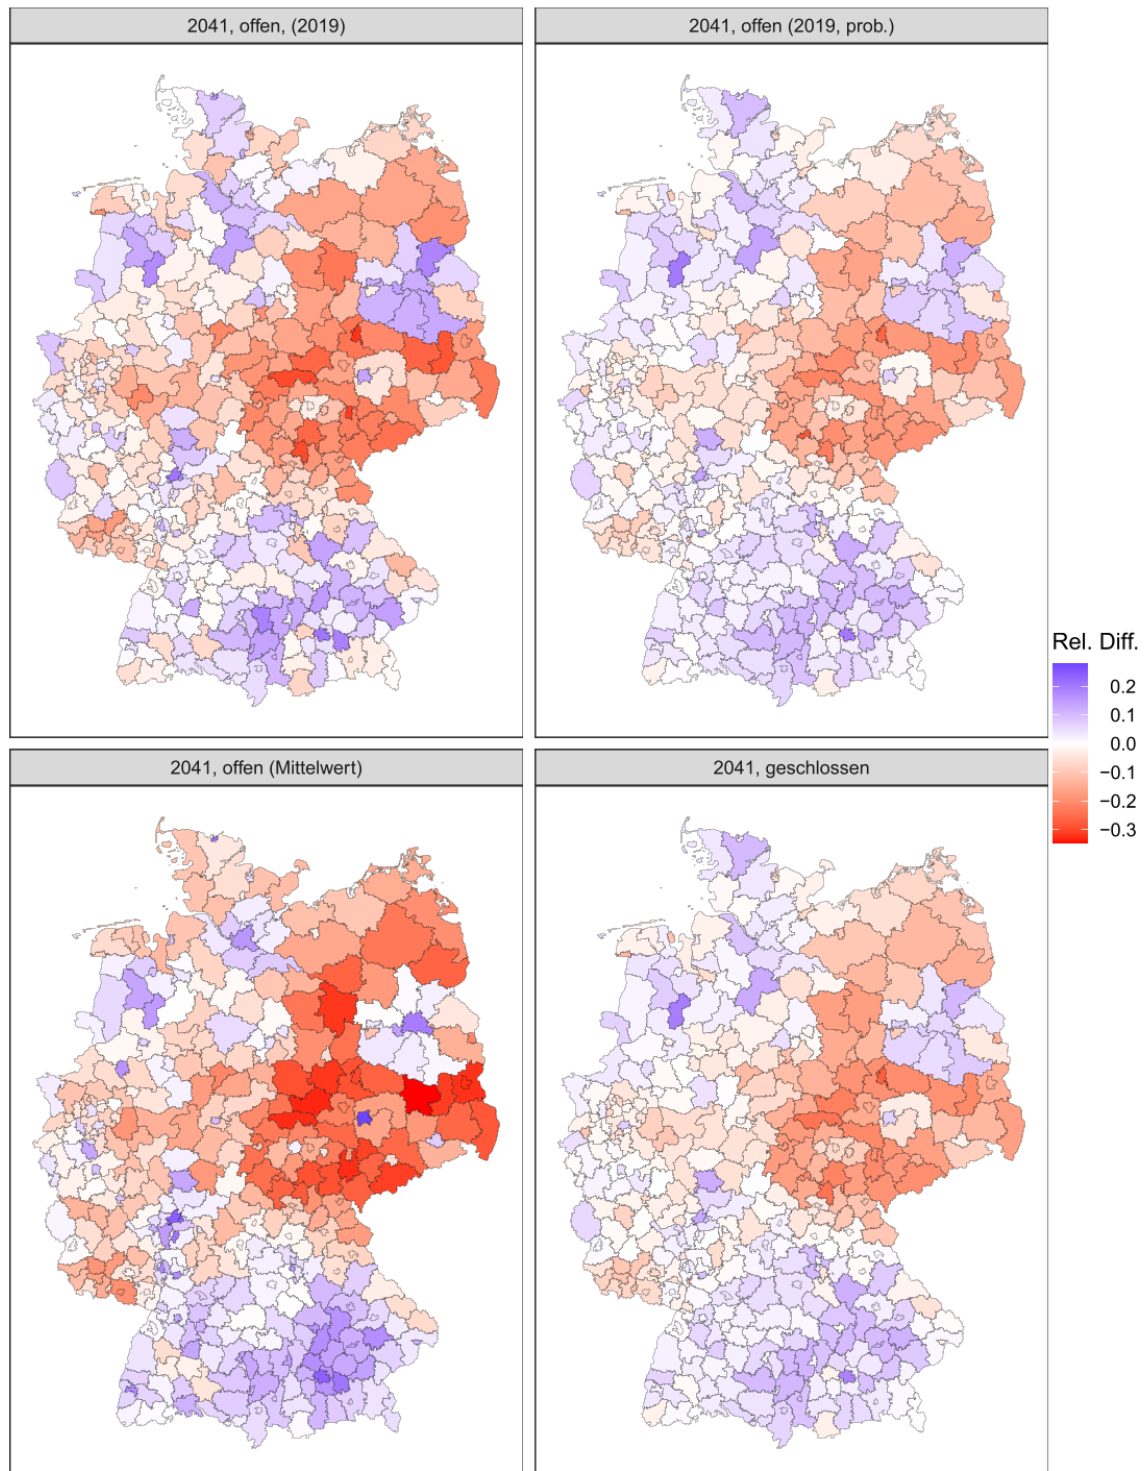 2041, offen, (2019)
2041, offen (2019, prob.)
Rel. Diff.
0.2
0.1
0.0
−0.1
−0.2
−0.3
2041, offen (Mittelwert)
2041, geschlossen